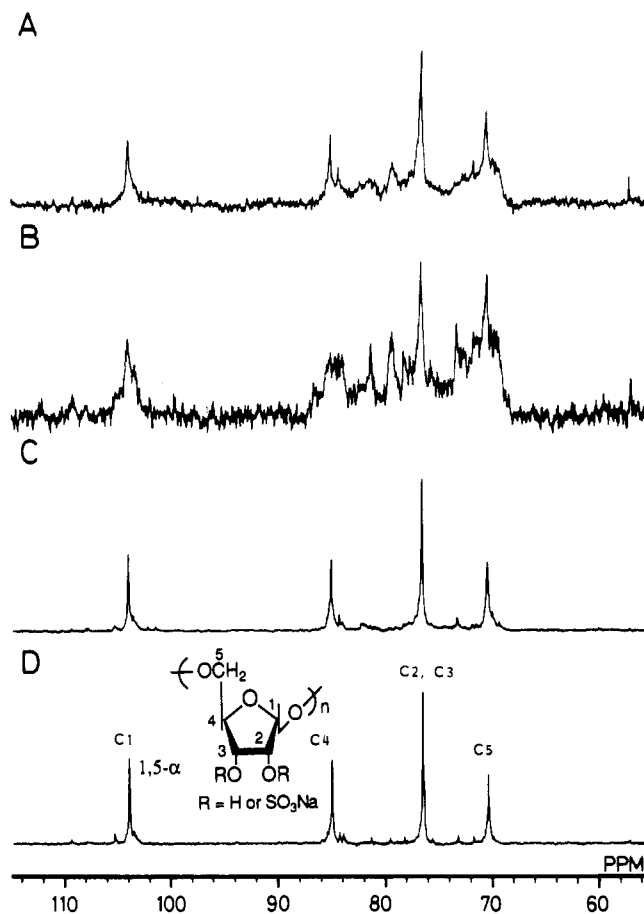 A
B
C
D
5
(OCH₂
O
1
O)n
4
3
2
RO OR
R = H or SO₃Na
C1
1,5-α
C4
C2, C3
C5
PPM
110 100 90 80 70 60